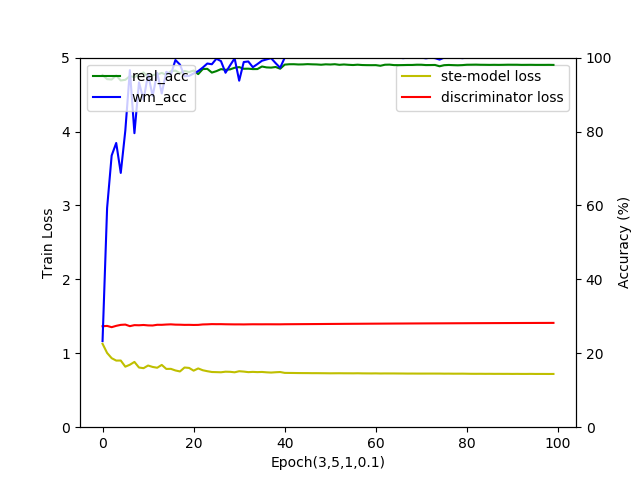 real_acc
wm_acc
ste-model loss
discriminator loss
5
4
3
2
1
0
Train Loss
100
80
60
40
20
0
Accuracy (%)
0 20 40 60 80 100
Epoch(3,5,1,0.1)